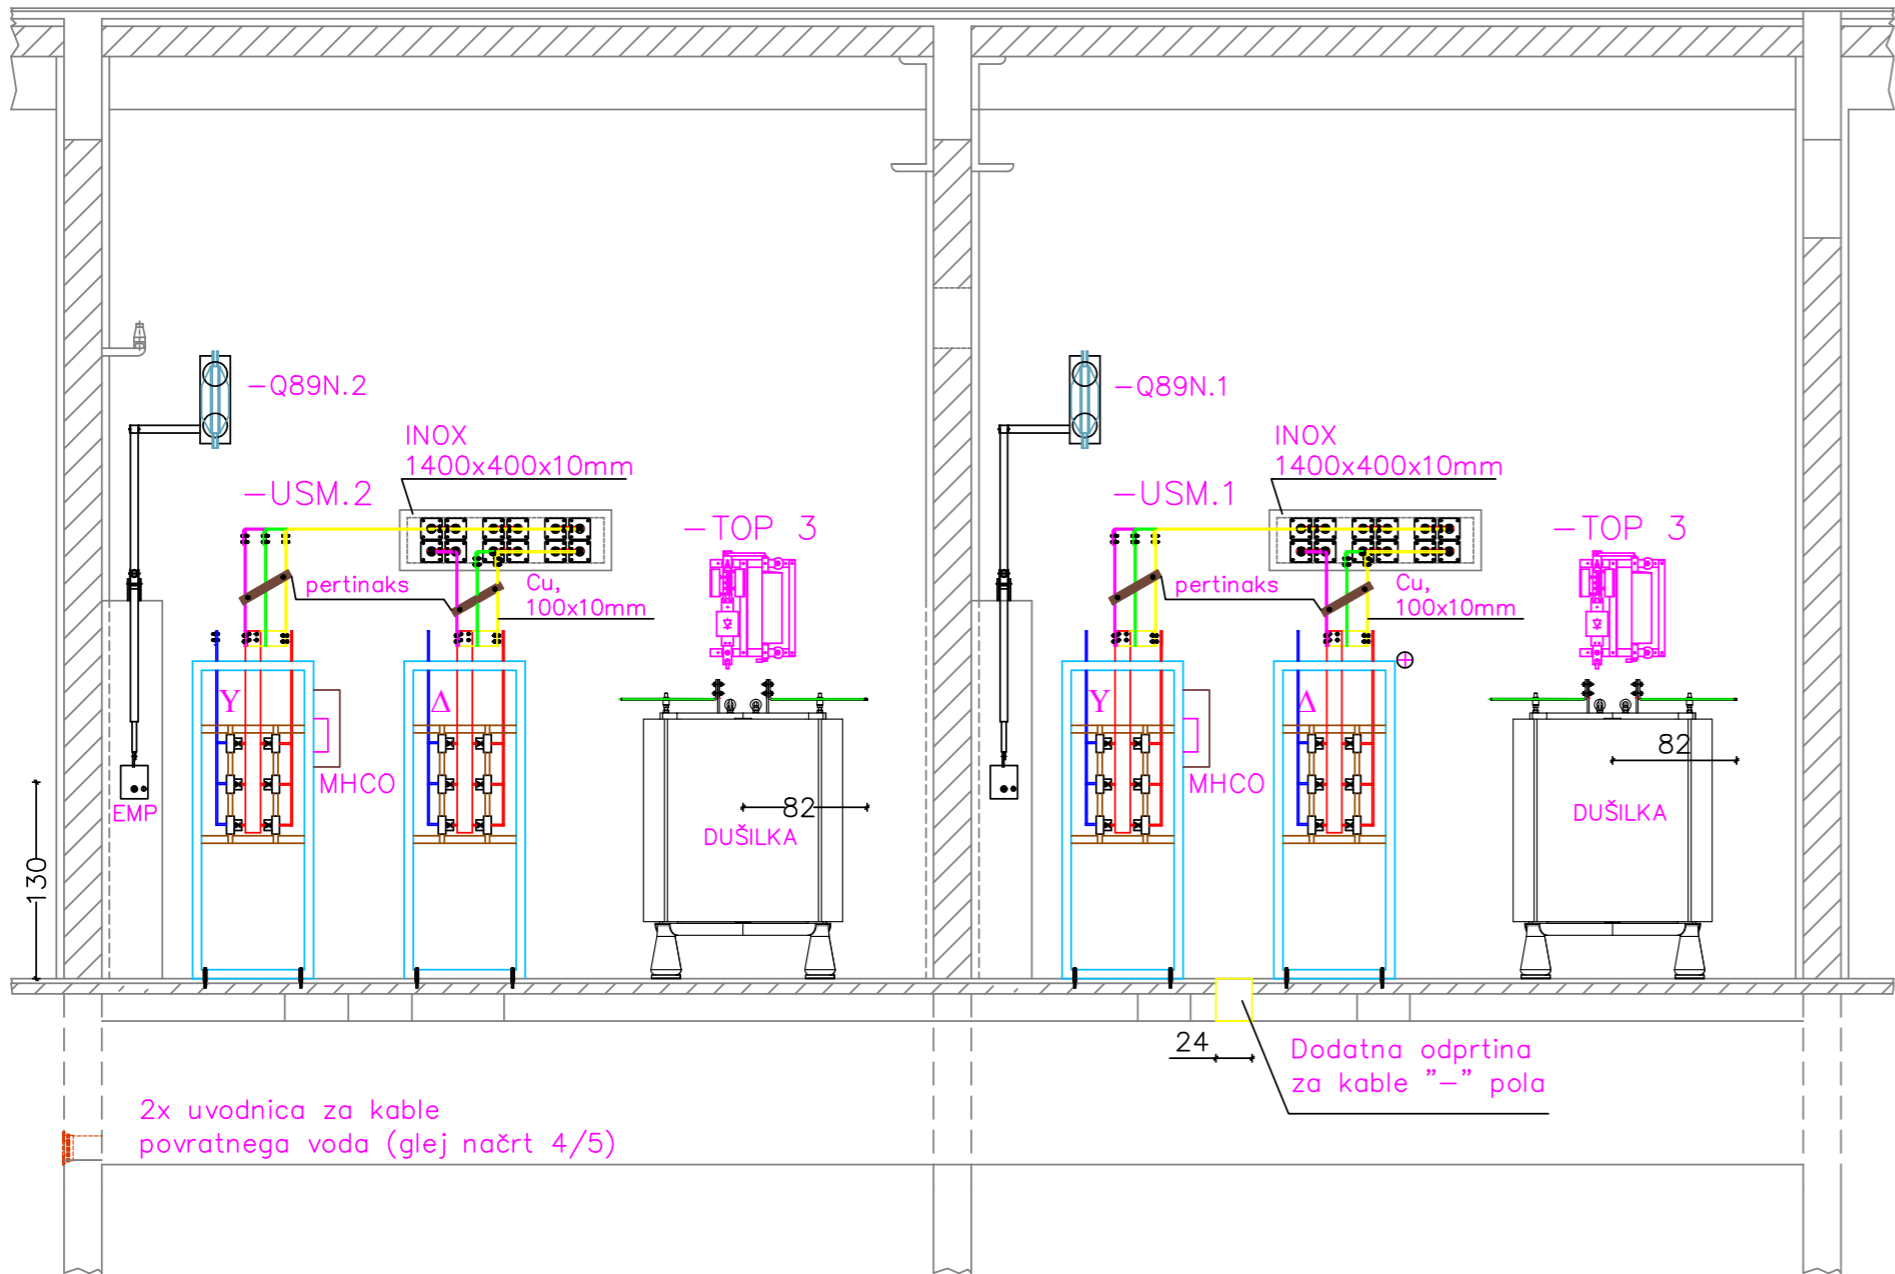 -Q89N.2
INOX
1400x400x10mm
-USM.2
-TOP 3
pertinaks
Cu,
100x10mm
Y
Δ
MHCO
EMP
130
82
DUŠILKA
-Q89N.1
INOX
1400x400x10mm
-USM.1
-TOP 3
pertinaks
Cu,
100x10mm
Y
Δ
MHCO
82
DUŠILKA
24
Dodatna odprtina
za kable "-" pola
2x uvodnica za kable
povratnega voda (glej načrt 4/5)